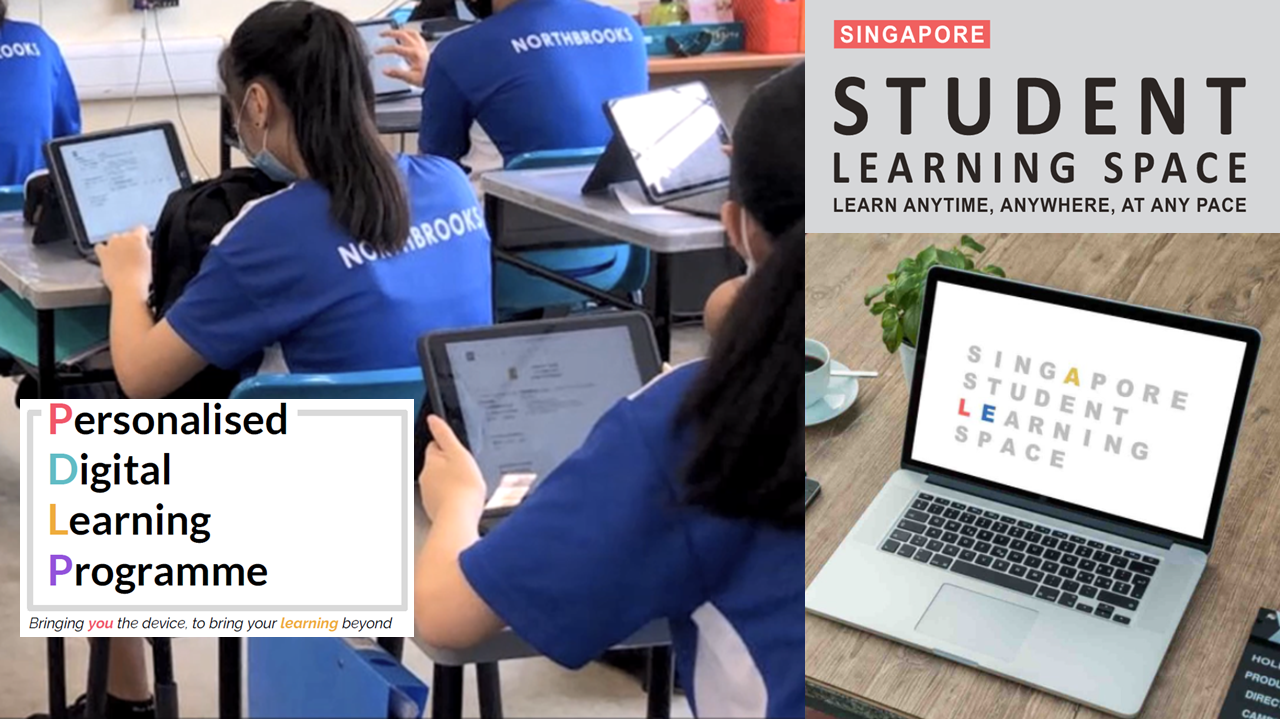 BROOKS
NORTHBROOKS
NORTHBROOKS
Personalised
Digital
Learning
Programme
Bringing you the device, to bring your learning beyond
SINGAPORE
STUDENT
LEARNING SPACE
LEARN ANYTIME, ANYWHERE, AT ANY PACE
SINGAPORE
STUDENT
LEARNING
SPACE